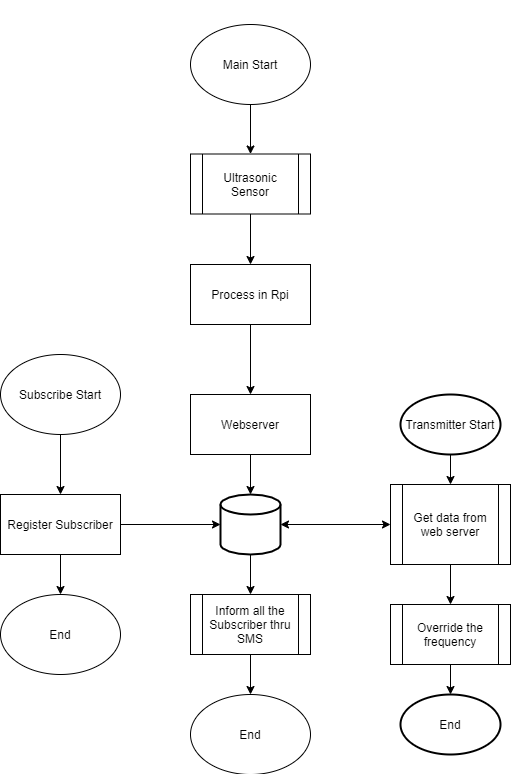 Main Start
Ultrasonic
Sensor
Process in Rpi
Subscribe Start
Webserver
Transmitter Start
Register Subscriber
Get data from
web server
Inform all the
Subscriber thru
SMS
End
Override the
frequency
End
End